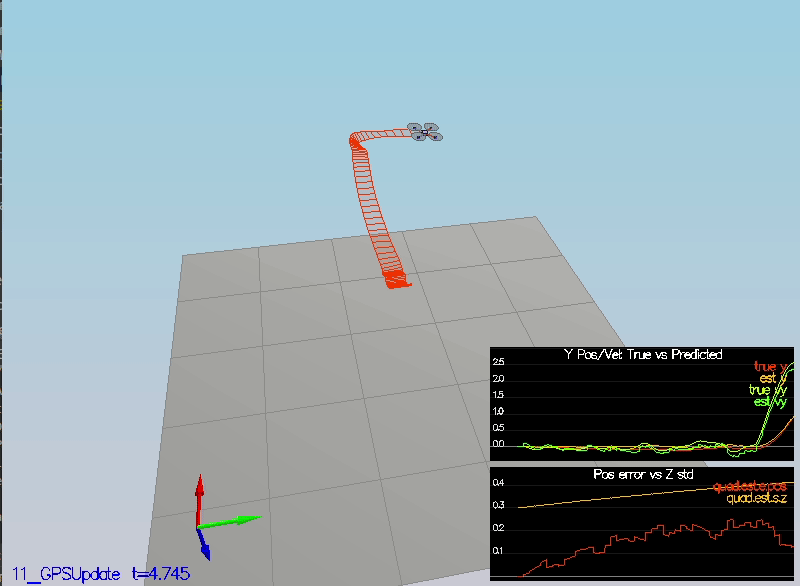 Y Pos/Vel: True vs Predicted
2.5
true y
2.0
est y
true vy
1.5
est vy
1.0
0.5
0.0
Pos error vs Z std
0.4
quad.est.e.pos
quad.est.s.z
0.3
0.2
0.1
11_GPSUpdate t=4.745